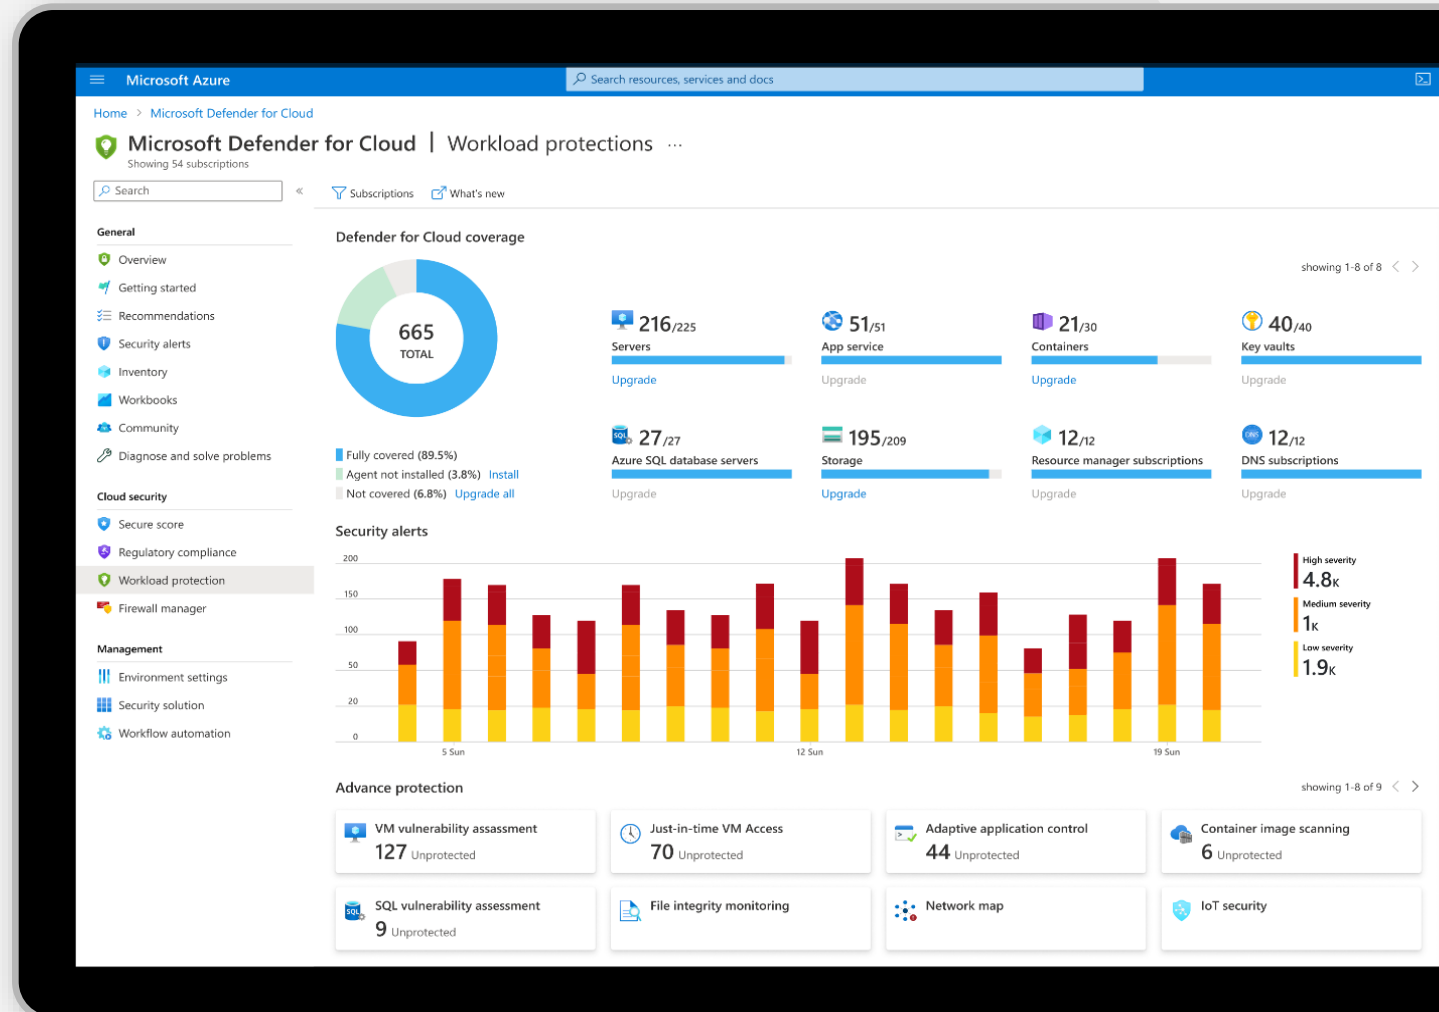 Microsoft Azure
Search resources, services and docs
Home > Microsoft Defender for Cloud
Microsoft Defender for Cloud | Workload protections ...
Showing 54 subscriptions
Search
«
Subscriptions
What's new
General
Overview
Getting started
Recommendations
Security alerts
Inventory
Workbooks
Community
Diagnose and solve problems
Cloud security
Secure score
Regulatory compliance
Workload protection
Firewall manager
Management
Environment settings
Security solution
Workflow automation
Defender for Cloud coverage
showing 1-8 of 8 < >
665
TOTAL
Fully covered (89.5%)
Agent not installed (3.8%) Install
Not covered (6.8%) Upgrade all
216/225
Servers
Upgrade
51/51
App service
Upgrade
21/30
Containers
Upgrade
40/40
Key vaults
Upgrade
SQL
27/27
Azure SQL database servers
Upgrade
195/209
Storage
Upgrade
12/12
Resource manager subscriptions
Upgrade
DNS
12/12
DNS subscriptions
Upgrade
Security alerts
200
150
100
50
20
0
5 Sun
12 Sun
19 Sun
High severity
4.8K
Medium severity
1K
Low severity
1.9K
Advance protection
showing 1-8 of 9 < >
VM vulnerability assassment
127 Unprotected
Just-in-time VM Access
70 Unprotected
Adaptive application control
44 Unprotected
Container image scanning
6 Unprotected
SQL
SQL vulnerability assessment
9 Unprotected
File integrity monitoring
Network map
IoT security